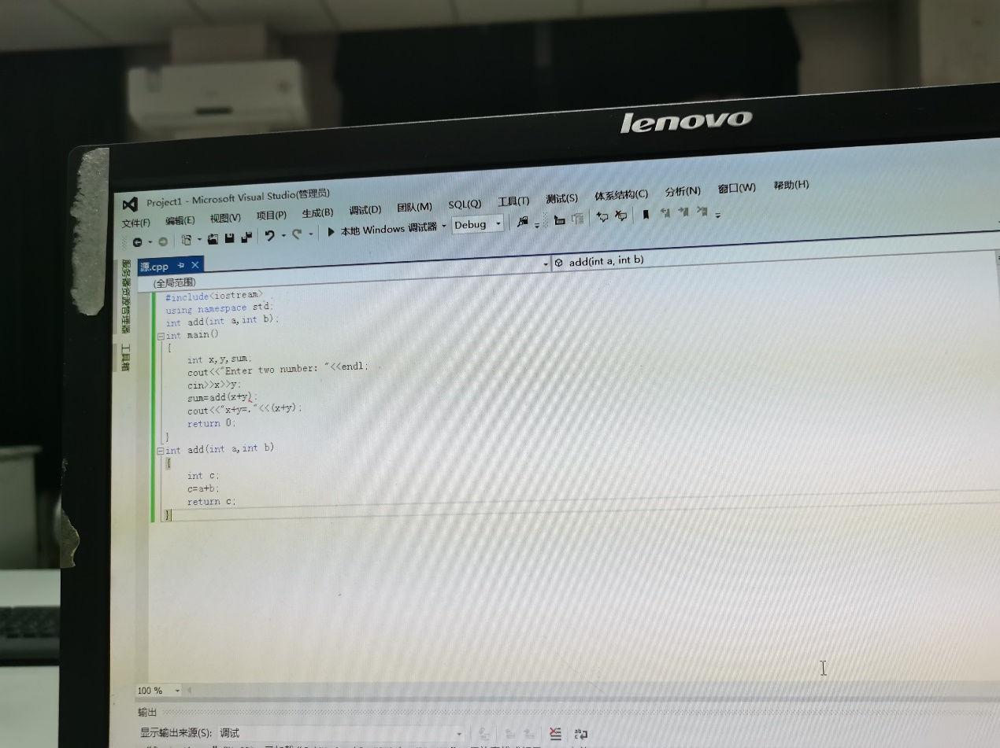 lenovo
Project1 - Microsoft Visual Studio(管理员)
文件(F) 编辑(E) 视图(V) 项目(P) 生成(B) 调试(D) 团队(M) SQL(Q) 工具(T) 测试(S) 体系结构(C) 分析(N) 窗口(W) 帮助(H)
本地 Windows 调试器 Debug
服务器资源管理器
工具箱
源.cpp
(全局范围) add(int a, int b)
#include<iostream>
using namespace std;
int add(int a,int b);
int main()
{
int x,y,sum;
cout<<"Enter two number: "<<endl;
cin>>x>>y;
sum=add(x+y);
cout<<"x+y=."<<(x+y);
return 0;
}
int add(int a,int b)
{
int c;
c=a+b;
return c;
}
100 %
输出
显示输出来源(S): 调试